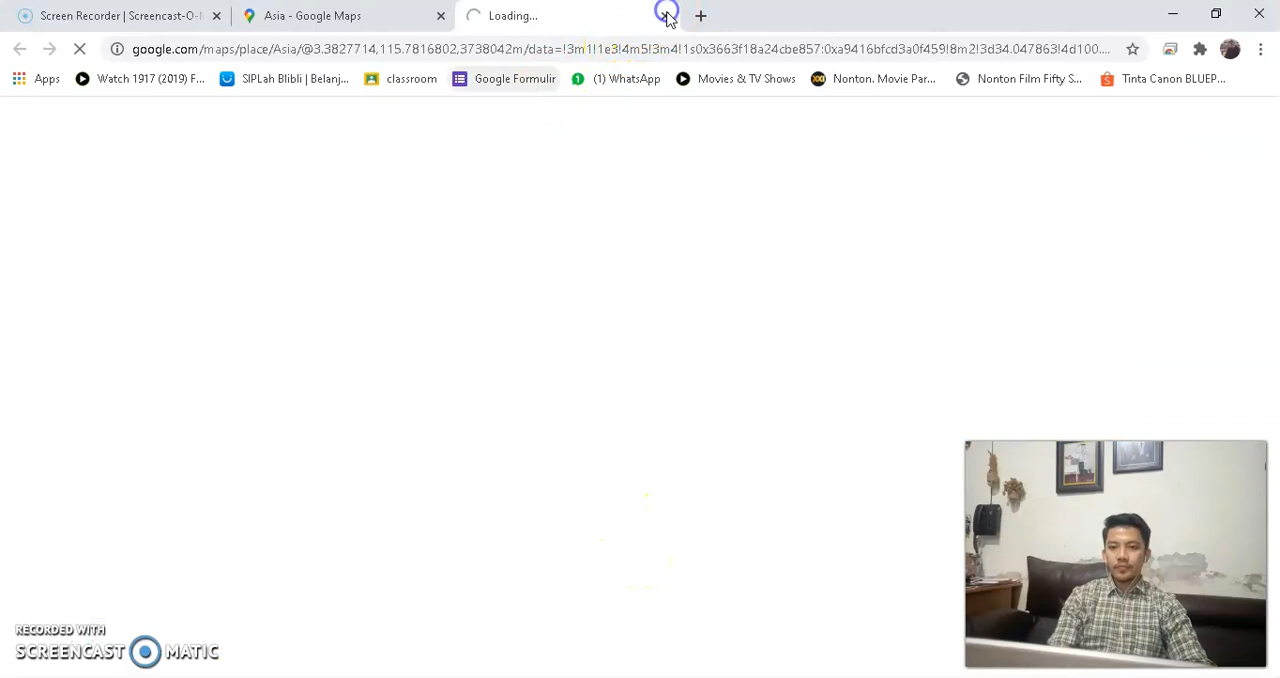 Screen Recorder | Screencast-O-M
Asia - Google Maps
Loading...
google.com/maps/place/Asia/@3.3827714,115.7816802,3738042m/data=!3m1!1e3!4m5!3m4!1s0x3663f18a24cbe857:0xa9416bfcd3a0f459!8m2!3d34.047863!4d100....
Apps
Watch 1917 (2019) F...
SIPLah Blibli | Belanj...
classroom
Google Formulir
(1) WhatsApp
Movies & TV Shows
Nonton. Movie Par...
Nonton Film Fifty S...
Tinta Canon BLUEP...
RECORDED WITH
SCREENCAST MATIC